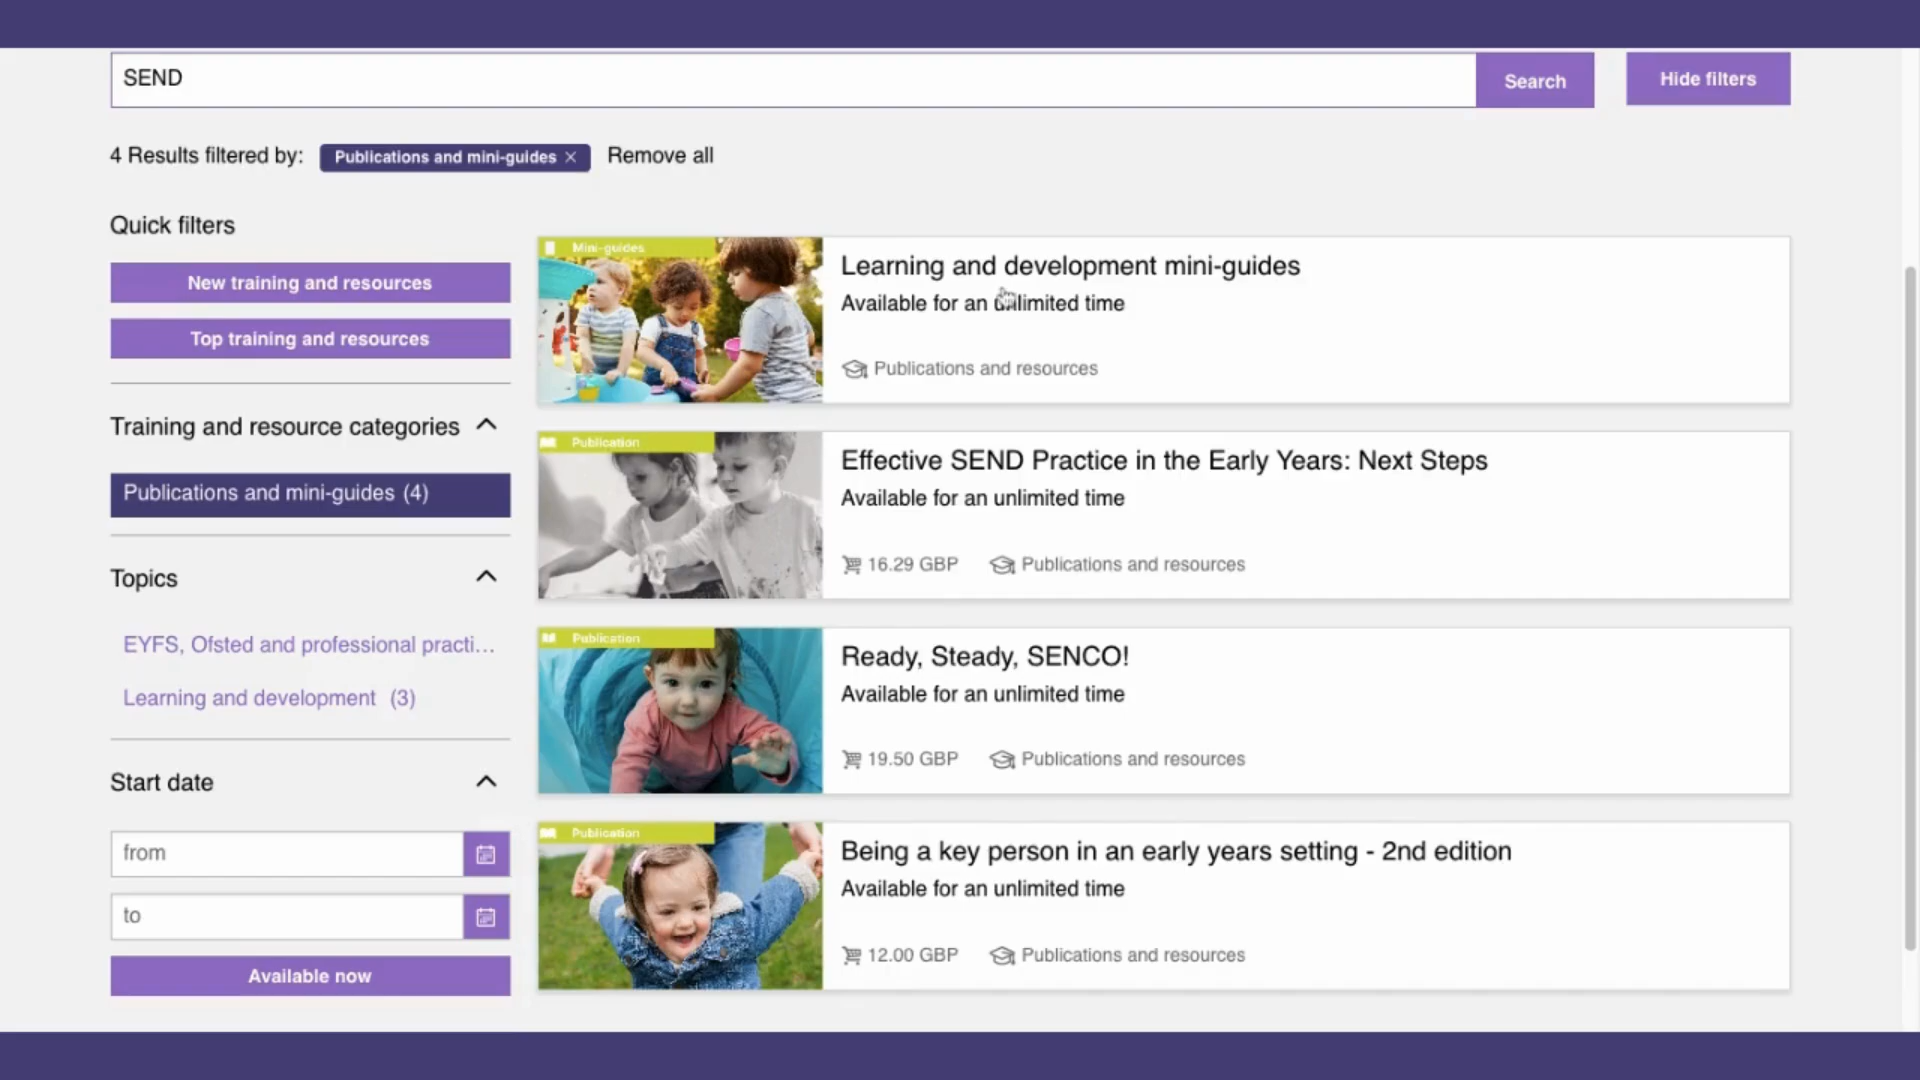 SEND
Search
Hide filters
4 Results filtered by:
Publications and mini-guides ×
Remove all
Quick filters
New training and resources
Top training and resources
Training and resource categories
Publications and mini-guides (4)
Topics
EYFS, Ofsted and professional practi...
Learning and development (3)
Start date
from
to
Available now
Mini-guides
Learning and development mini-guides
Available for an unlimited time
Publications and resources
Publication
Effective SEND Practice in the Early Years: Next Steps
Available for an unlimited time
16.29 GBP
Publications and resources
Publication
Ready, Steady, SENCO!
Available for an unlimited time
19.50 GBP
Publications and resources
Publication
Being a key person in an early years setting - 2nd edition
Available for an unlimited time
12.00 GBP
Publications and resources